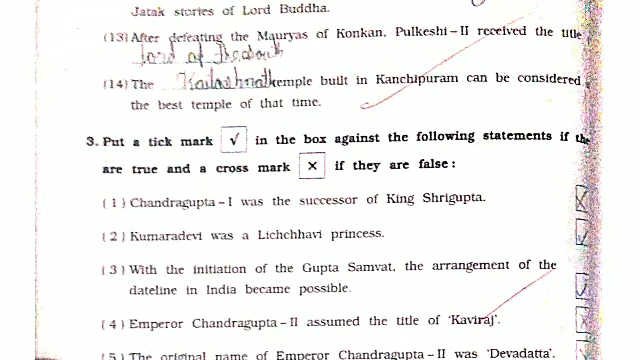 Jatak stories of Lord Buddha.
(13) After defeating the Mauryas of Konkan. Pulkeshi-II received the title
Lord of
(14) The Kailashnath temple built in Kanchipuram can be considered
the best temple of that time.
3. Put a tick mark √ in the box against the following statements if the
are true and a cross mark × if they are false :
(1) Chandragupta-I was the successor of King Shrigupta.
(2) Kumaradevi was a Lichchhavi princess.
(3) With the initiation of the Gupta Samvat, the arrangement of the
dateline in India became possible.
(4) Emperor Chandragupta-II assumed the title of 'Kaviraj'.
(5) The original name of Emperor Chandragupta-II was 'Devadatta'.